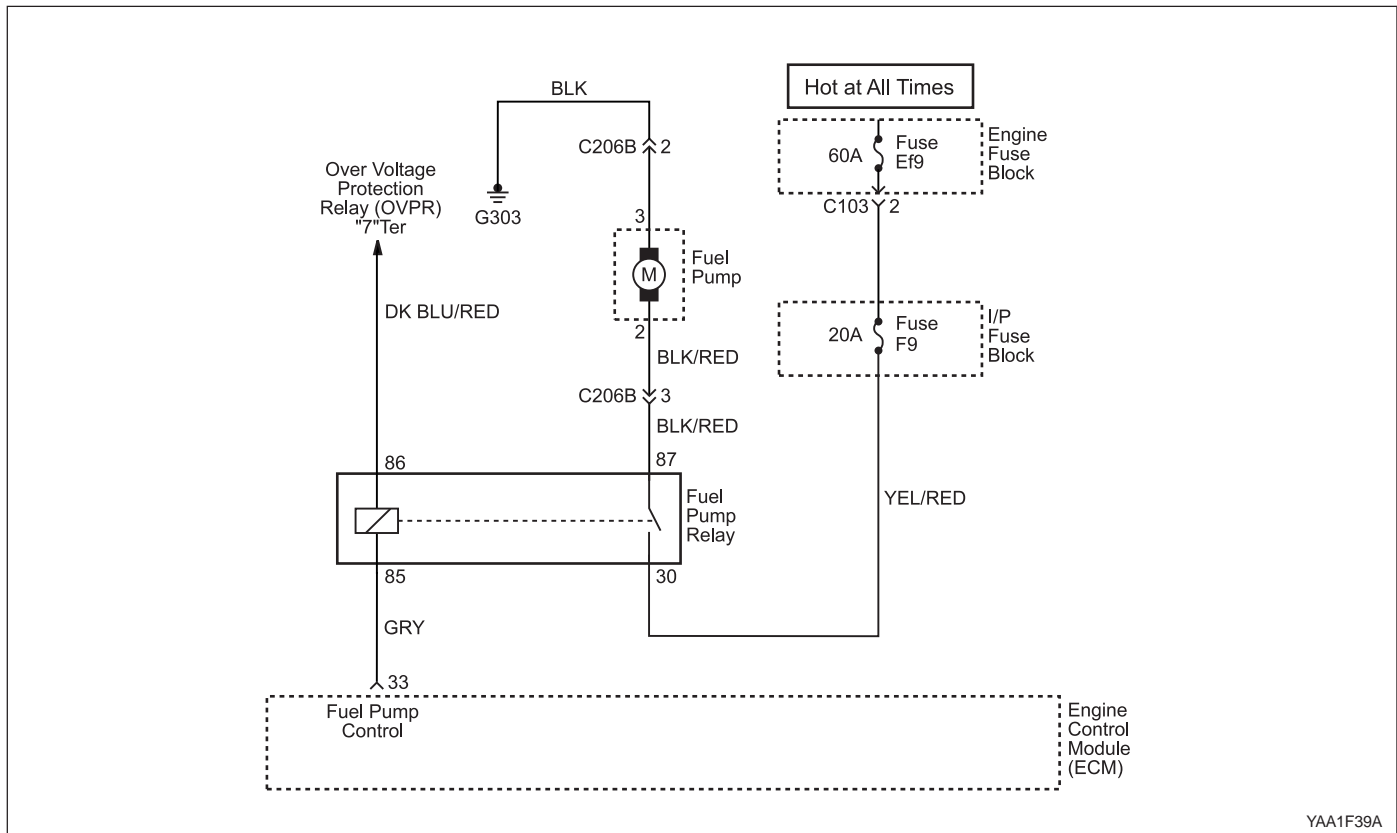 BLK
Hot at All Times
C206B 2
60A
Fuse
Ef9
Engine
Fuse
Block
Over Voltage
Protection
Relay (OVPR)
"7"Ter
G303
C103 2
3
M
Fuel
Pump
DK BLU/RED
2
20A
Fuse
F9
I/P
Fuse
Block
BLK/RED
C206B 3
BLK/RED
86
87
YEL/RED
Fuel
Pump
Relay
85
30
GRY
33
Fuel Pump
Control
Engine
Control
Module
(ECM)
YAA1F39A